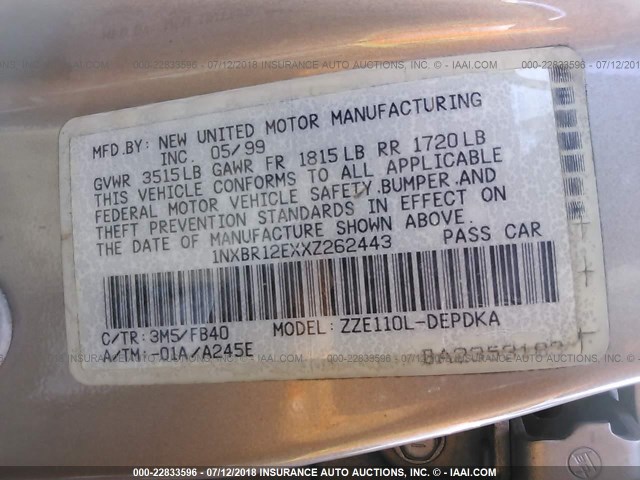 000-22833596 - 07/12/2018 INSURANCE AUTO AUCTIONS, INC. - IAAI.COM
MFD.BY: NEW UNITED MOTOR MANUFACTURING
INC. 05/99
GVWR 3515LB GAWR FR 1815LB RR 1720LB
THIS VEHICLE CONFORMS TO ALL APPLICABLE
FEDERAL MOTOR VEHICLE SAFETY,BUMPER,AND
THEFT PREVENTION STANDARDS IN EFFECT ON
THE DATE OF MANUFACTURE SHOWN ABOVE.
1NXBR12EXXZ262443 PASS CAR
C/TR: 3M5/FB40 MODEL: ZZE110L-DEPDKA
A/TM: -01A/A245E
000-22833596 - 07/12/2018 INSURANCE AUTO AUCTIONS, INC. - IAAI.COM